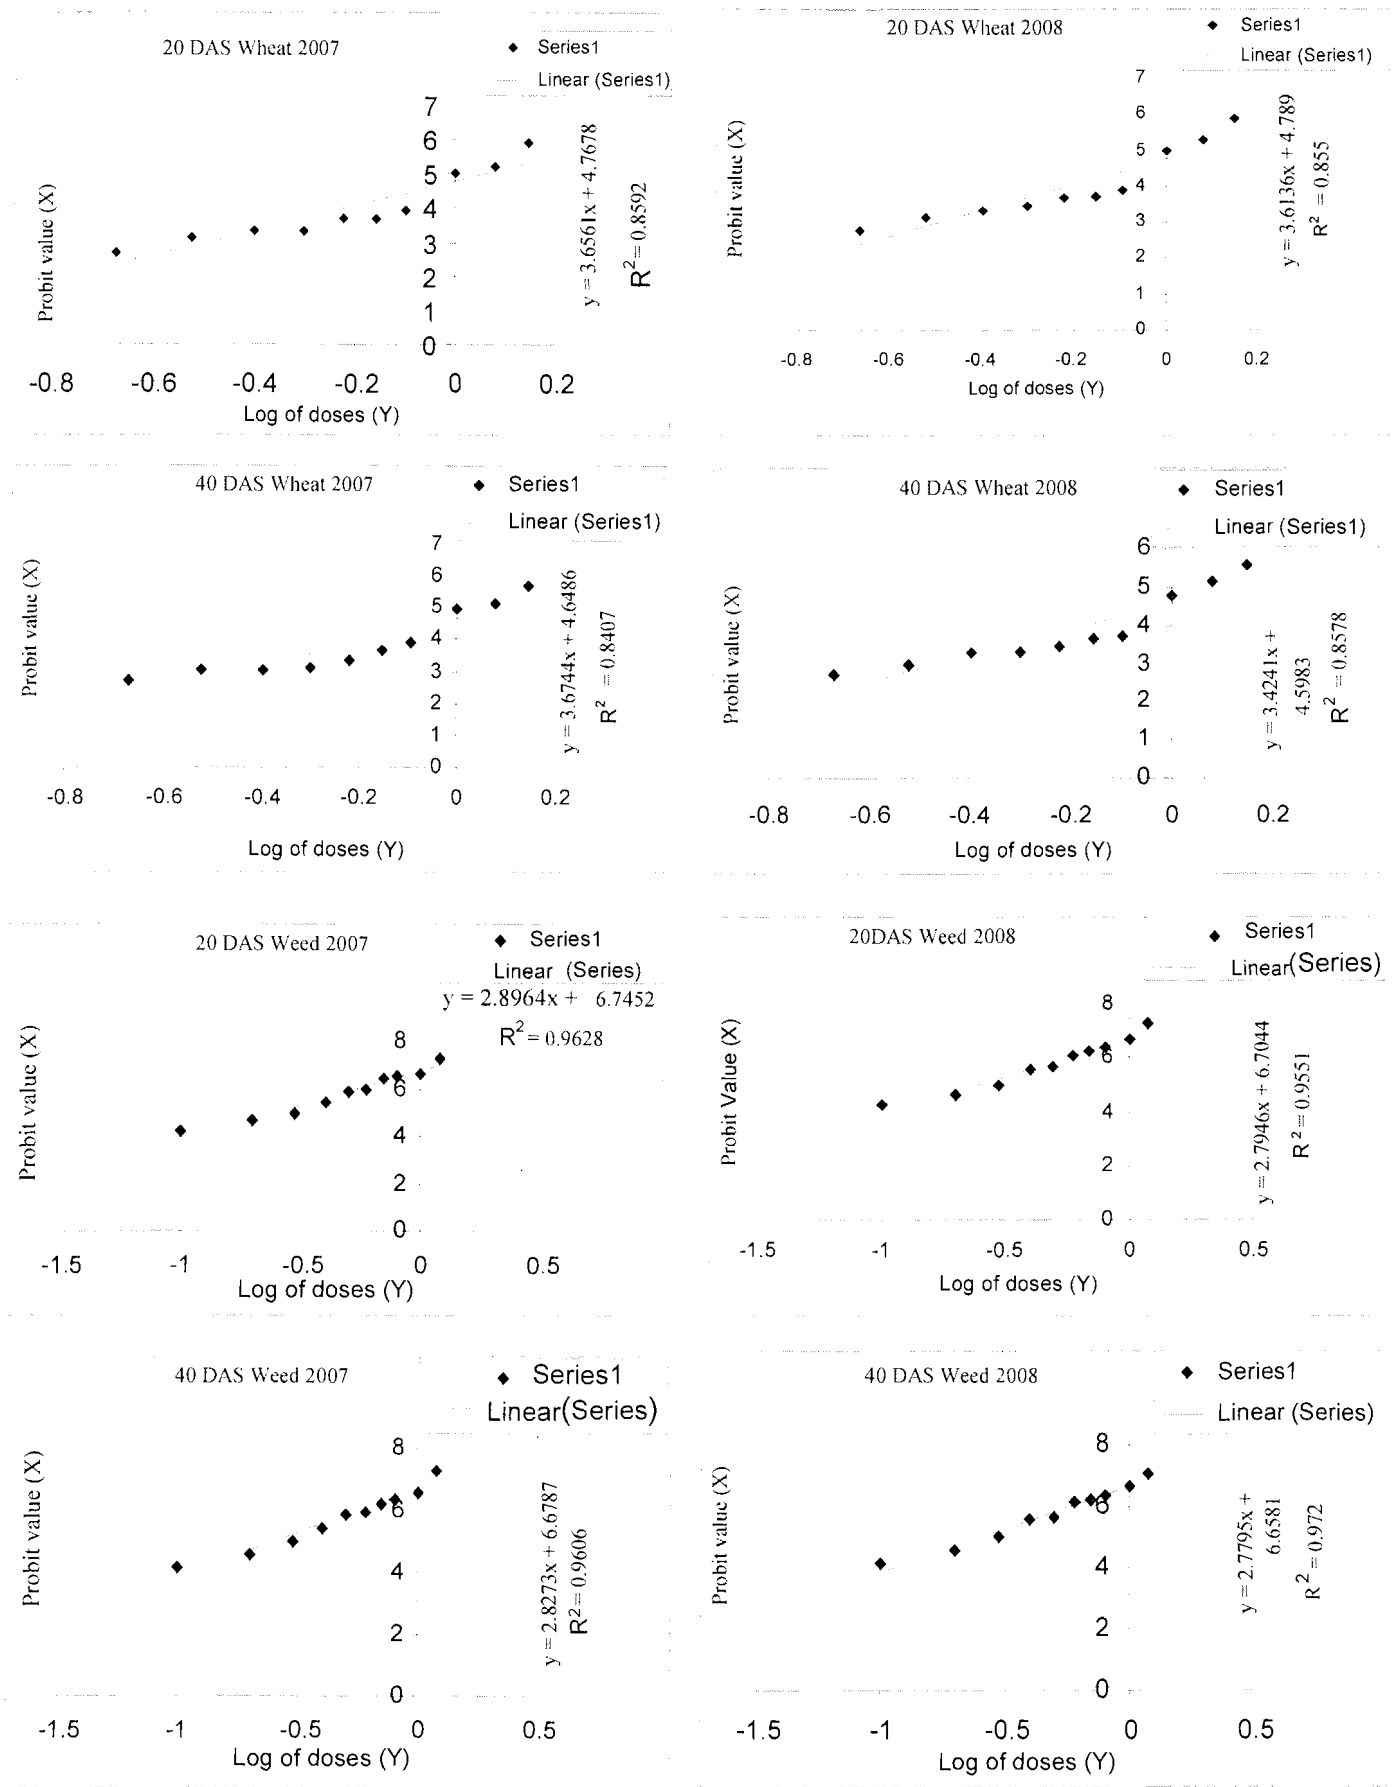 20 DAS Wheat 2007
Series1
Linear (Series1)
7
6
5
4
3
2
1
0
Probit value (X)
y = 3.6561x + 4.7678
R2 = 0.8592
-0.8 -0.6 -0.4 -0.2 0 0.2
Log of doses (Y)
20 DAS Wheat 2008
Series1
Linear (Series1)
7
6
5
4
3
2
1
0
Probit value (X)
y = 3.6136x + 4.789
R2 = 0.855
-0.8 -0.6 -0.4 -0.2 0 0.2
Log of doses (Y)
40 DAS Wheat 2007
Series1
Linear (Series1)
7
6
5
4
3
2
1
0
Probit value (X)
y = 3.6744x + 4.6486
R2 = 0.8407
-0.8 -0.6 -0.4 -0.2 0 0.2
Log of doses (Y)
40 DAS Wheat 2008
Series1
Linear (Series1)
6
5
4
3
2
1
0
Probit value (X)
y = 3.4241x +
4.5983
R2 = 0.8578
-0.8 -0.6 -0.4 -0.2 0 0.2
Log of doses (Y)
20 DAS Weed 2007
Series1
Linear (Series)
y = 2.8964x + 6.7452
R2 = 0.9628
8
6
4
2
0
Probit value (X)
-1.5 -1 -0.5 0 0.5
Log of doses (Y)
20DAS Weed 2008
Series1
Linear(Series)
8
6
4
2
0
Probit Value (X)
y = 2.7946x + 6.7044
R2 = 0.9551
-1.5 -1 -0.5 0 0.5
Log of doses (Y)
40 DAS Weed 2007
Series1
Linear(Series)
8
6
4
2
0
Probit value (X)
y = 2.8273x + 6.6787
R2 = 0.9606
-1.5 -1 -0.5 0 0.5
Log of doses (Y)
40 DAS Weed 2008
Series1
Linear (Series)
8
6
4
2
0
Probit value (X)
y = 2.7795x +
6.6581
R2 = 0.972
-1.5 -1 -0.5 0 0.5
Log of doses (Y)